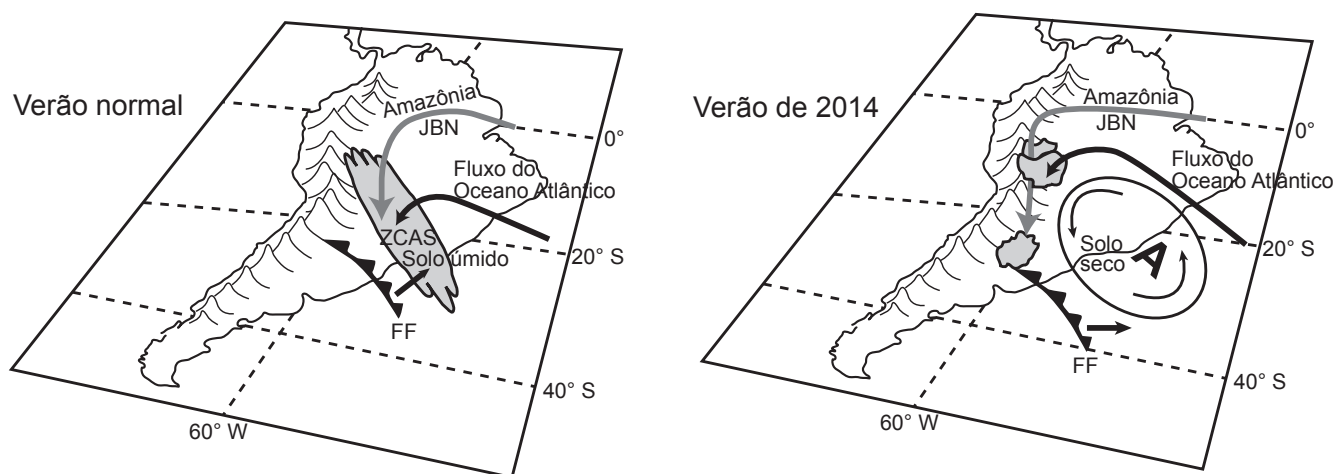 Verão normal
Amazônia
JBN
0°
Fluxo do
Oceano Atlântico
ZCAS
Solo úmido
20° S
FF
40° S
60° W
Verão de 2014
Amazônia
JBN
0°
Fluxo do
Oceano Atlântico
20° S
Solo
seco
A
FF
40° S
60° W